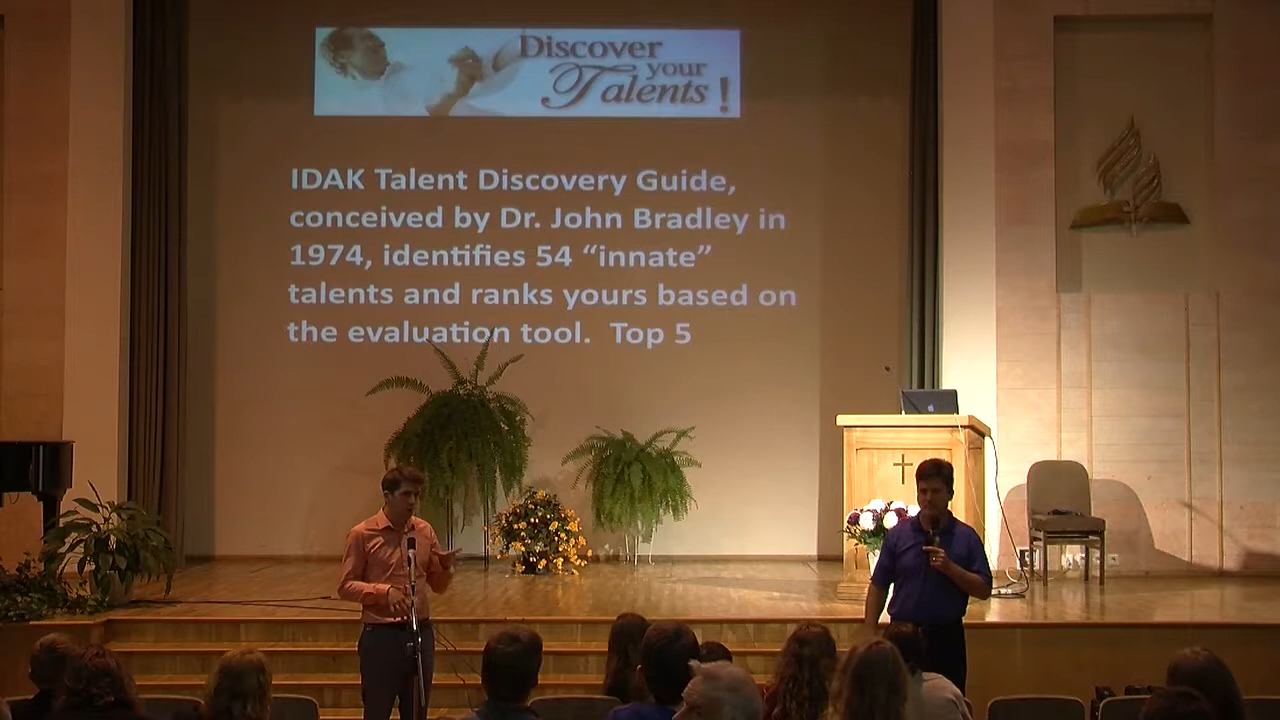 Discover
your
Talents !
IDAK Talent Discovery Guide,
conceived by Dr. John Bradley in
1974, identifies 54 “innate”
talents and ranks yours based on
the evaluation tool.  Top 5